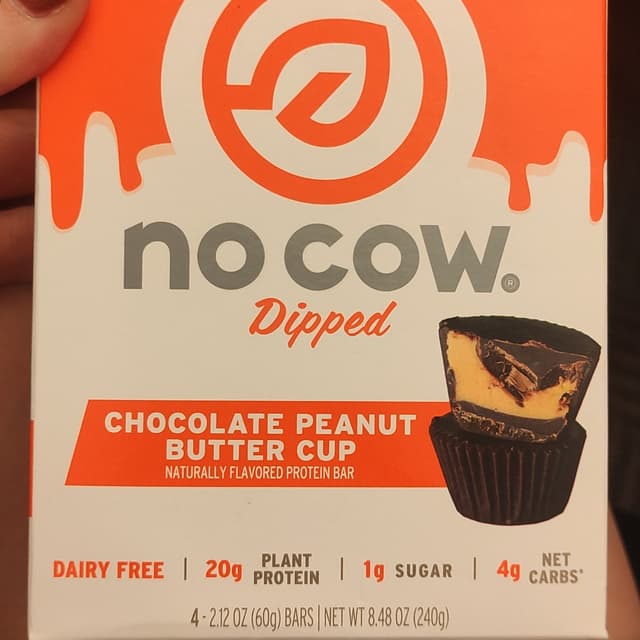 no cow.®
Dipped
CHOCOLATE PEANUT
BUTTER CUP
NATURALLY FLAVORED PROTEIN BAR
DAIRY FREE | 20g PLANT PROTEIN | 1g SUGAR | 4g NET CARBS*
4 - 2.12 OZ (60g) BARS | NET WT 8.48 OZ (240g)